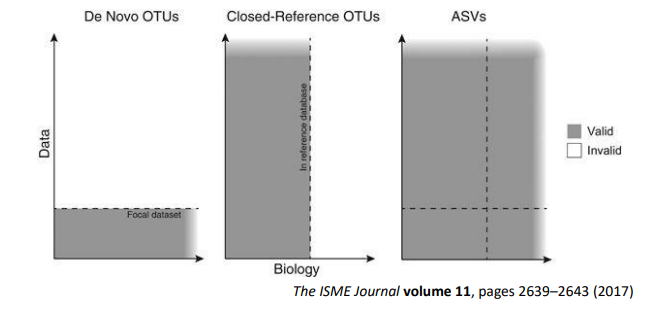 De Novo OTUs
Closed-Reference OTUs
ASVs
Data
Focal dataset
In reference database
Valid
Invalid
Biology
The ISME Journal volume 11, pages 2639–2643 (2017)